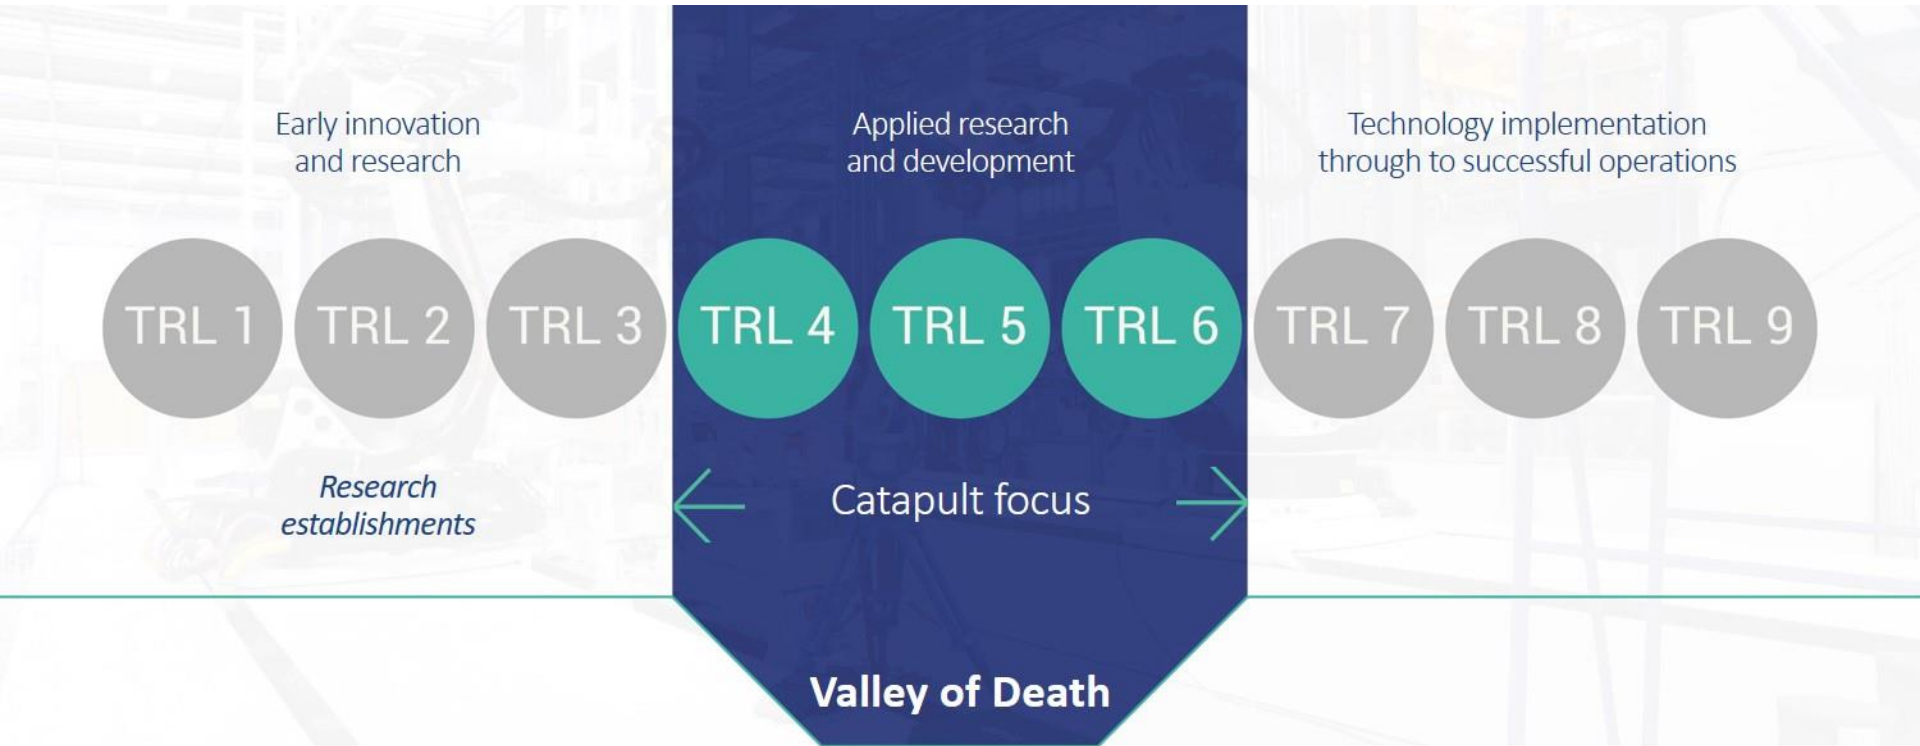 Early innovation
and research
Applied research
and development
Technology implementation
through to successful operations
TRL 1
TRL 2
TRL 3
TRL 4
TRL 5
TRL 6
TRL 7
TRL 8
TRL 9
Research
establishments
Catapult focus
Valley of Death